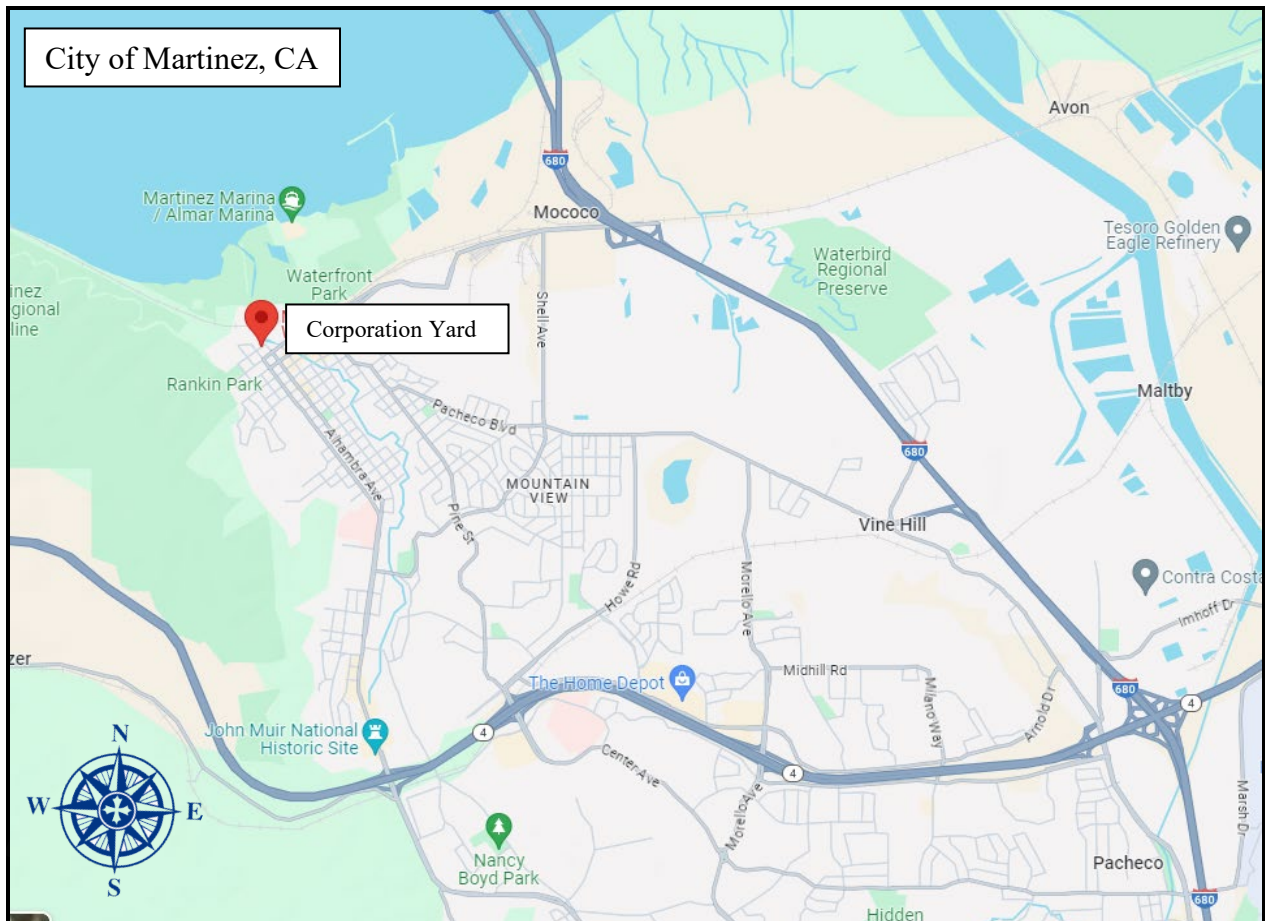 City of Martinez, CA
680
Avon
Martinez Marina
/ Almar Marina
Mococo
Tesoro Golden
Eagle Refinery
Waterbird
Regional
Preserve
Waterfront
Park
inez
gional
line
Shell Ave
Corporation Yard
Rankin Park
Maltby
Pacheco Blvd
Alhambra Ave
680
MOUNTAIN
VIEW
Pine St
Vine Hill
Howe Rd
Morello Ave
Contra Costa
Imhoff Dr
zer
Midhill Rd
The Home Depot
Milano Way
Arnold Dr
680
4
John Muir National
Historic Site
4
N
W
E
S
Center Ave
4
Morello Ave
Marsh Dr
Nancy
Boyd Park
Pacheco
680
Hidden